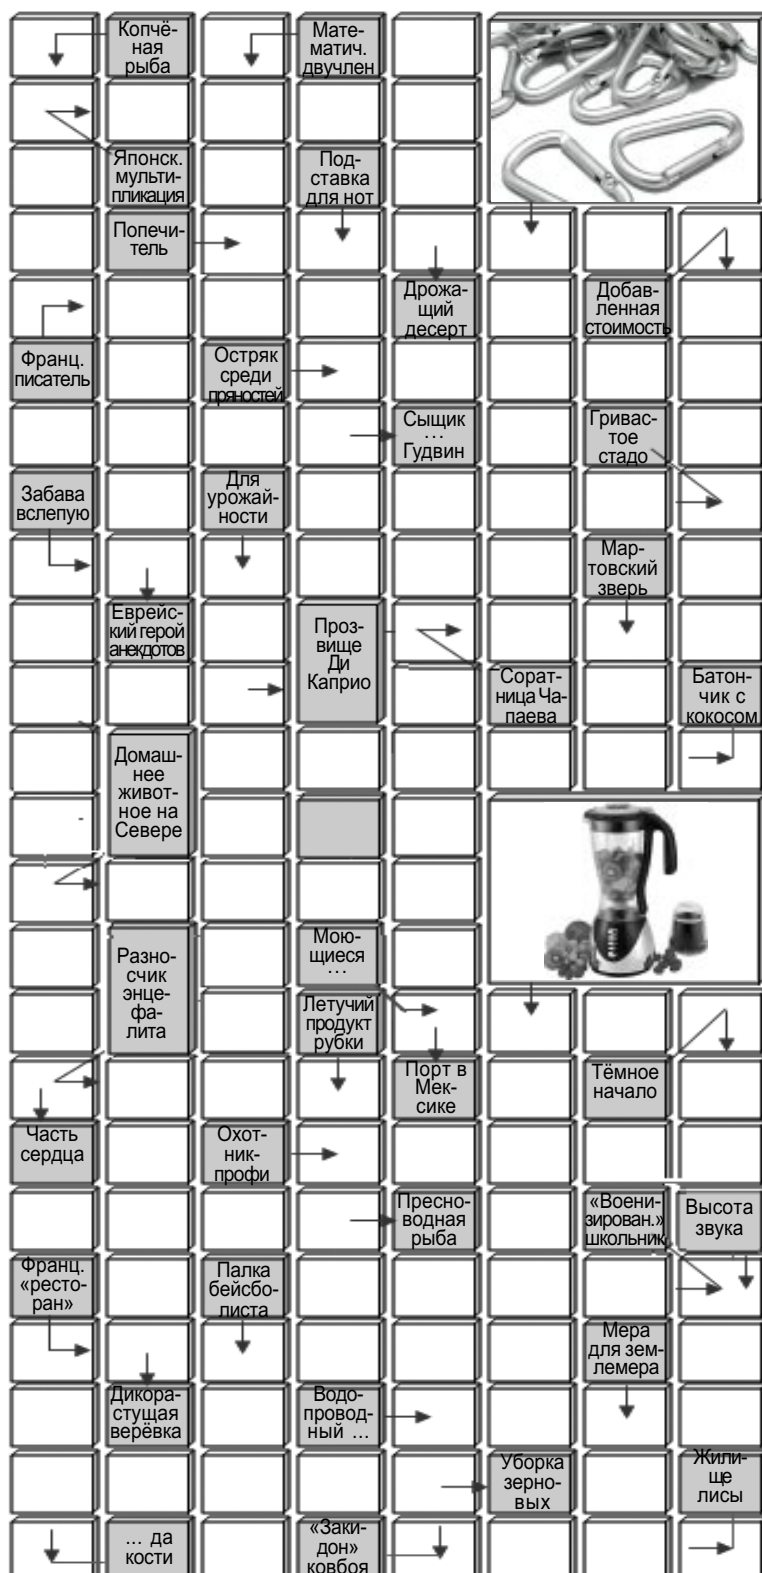 Копчё-
ная
рыба
Мате-
матич.
двучлен
Японск.
мульти-
пликация
Под-
ставка
для нот
Попечи-
тель
Дрожа-
щий
десерт
Добав-
ленная
стоимость
Франц.
писатель
Остряк
среди
пряностей
Сыщик
...
Гудвин
Гривас-
тое
стадо
Забава
вслепую
Для
урожай-
ности
Мар-
товский
зверь
Еврейс-
кий герой
анекдотов
Проз-
вище
Ди
Каприо
Сорат-
ница Ча-
паева
Батон-
чик с
кокосом
Домаш-
нее
живот-
ное на
Севере
Разно-
счик
энце-
фа-
лита
Мою-
щиеся
...
Летучий
продукт
рубки
Порт в
Мек-
сике
Тёмное
начало
Часть
сердца
Охот-
ник-
профи
Пресно-
водная
рыба
«Воени-
зирован.»
школьник
Высота
звука
Франц.
«ресто-
ран»
Палка
бейсбо-
листа
Мера
для зем-
лемера
Дикора-
стущая
верёвка
Водо-
провод-
ный ...
Уборка
зерно-
вых
Жили-
ще
лисы
... да
кости
«Заки-
дон»
ковбоя